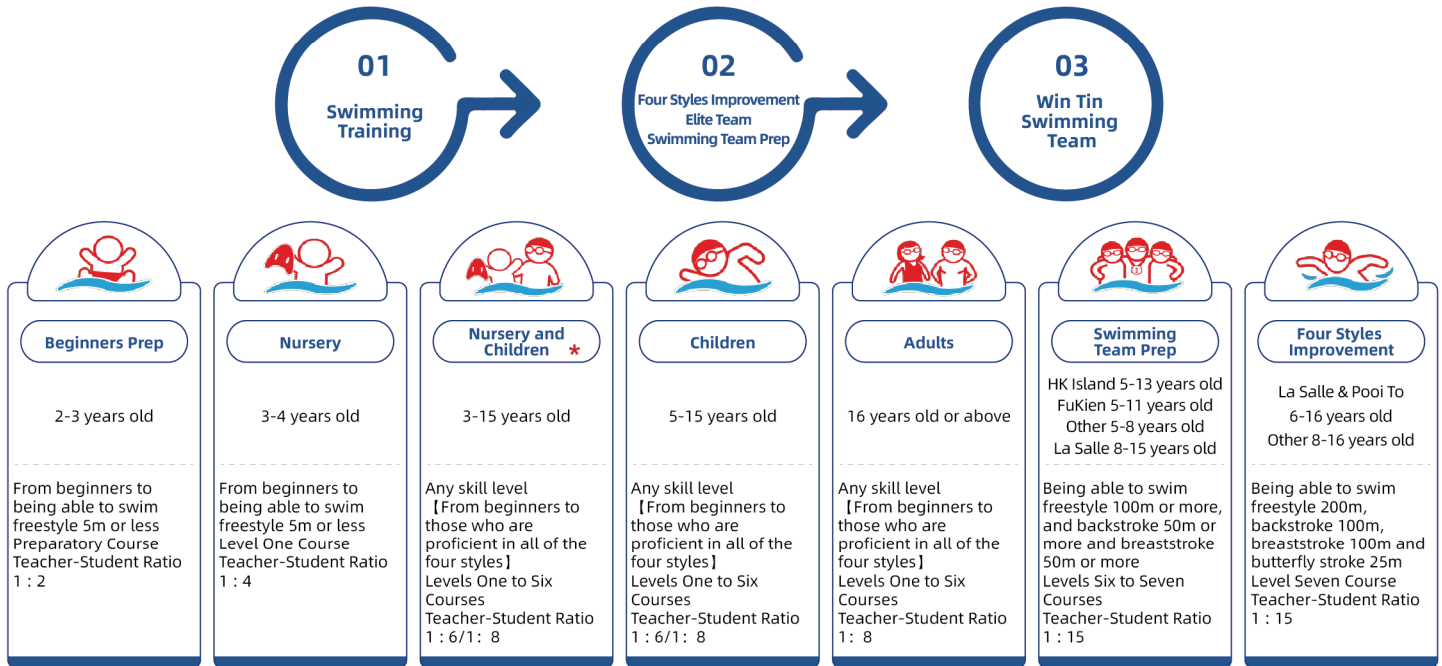 01
Swimming
Training
02
Four Styles Improvement
Elite Team
Swimming Team Prep
03
Win Tin
Swimming
Team
Beginners Prep
2-3 years old
From beginners to
being able to swim
freestyle 5m or less
Preparatory Course
Teacher-Student Ratio
1 : 2
Nursery
3-4 years old
From beginners to
being able to swim
freestyle 5m or less
Level One Course
Teacher-Student Ratio
1 : 4
Nursery and
Children *
3-15 years old
Any skill level
【From beginners to
those who are
proficient in all of the
four styles】
Levels One to Six
Courses
Teacher-Student Ratio
1 : 6/1: 8
Children
5-15 years old
Any skill level
【From beginners to
those who are
proficient in all of the
four styles】
Levels One to Six
Courses
Teacher-Student Ratio
1 : 6/1: 8
Adults
16 years old or above
Any skill level
【From beginners to
those who are
proficient in all of the
four styles】
Levels One to Six
Courses
Teacher-Student Ratio
1: 8
Swimming
Team Prep
HK Island 5-13 years old
FuKien 5-11 years old
Other 5-8 years old
La Salle 8-15 years old
Being able to swim
freestyle 100m or more,
and backstroke 50m or
more and breaststroke
50m or more
Levels Six to Seven
Courses
Teacher-Student Ratio
1 : 15
Four Styles
Improvement
La Salle & Pooi To
6-16 years old
Other 8-16 years old
Being able to swim
freestyle 200m,
backstroke 100m,
breaststroke 100m and
butterfly stroke 25m
Level Seven Course
Teacher-Student Ratio
1 : 15